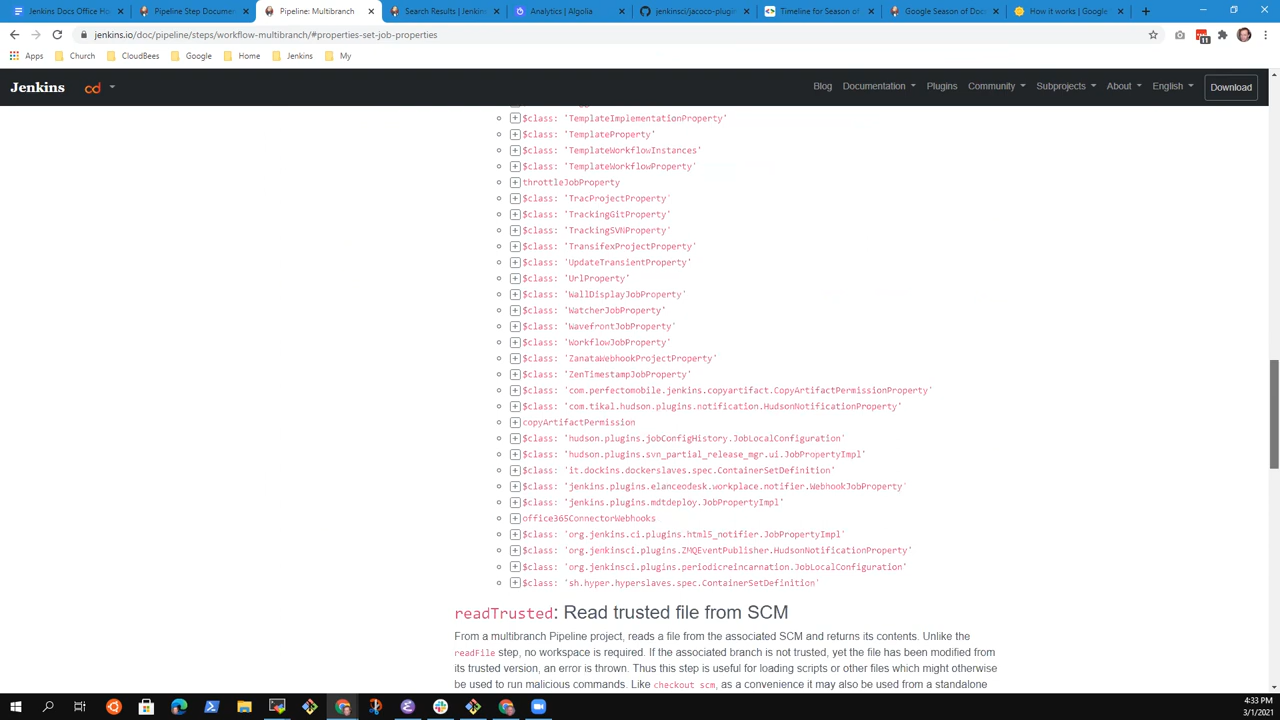 Jenkins Docs Office Ho
Pipeline Step Documen
Pipeline: Multibranch
Search Results | Jenkin
Analytics | Algolia
jenkinsci/jacoco-plugin
Timeline for Season of
Google Season of Doc
How it works | Google
jenkins.io/doc/pipeline/steps/workflow-multibranch/#properties-set-job-properties
11
Apps
Church
CloudBees
Google
Home
Jenkins
My
Jenkins
cd
Blog
Documentation
Plugins
Community
Subprojects
About
English
Download
$class: 'TemplateImplementationProperty'
$class: 'TemplateProperty'
$class: 'TemplateWorkflowInstances'
$class: 'TemplateWorkflowProperty'
throttleJobProperty
$class: 'TracProjectProperty'
$class: 'TrackingGitProperty'
$class: 'TrackingSVNProperty'
$class: 'TransifexProjectProperty'
$class: 'UpdateTransientProperty'
$class: 'UrlProperty'
$class: 'WallDisplayJobProperty'
$class: 'WatcherJobProperty'
$class: 'WavefrontJobProperty'
$class: 'WorkflowJobProperty'
$class: 'ZanataWebhookProjectProperty'
$class: 'ZenTimestampJobProperty'
$class: 'com.perfectomobile.jenkins.copyartifact.CopyArtifactPermissionProperty'
$class: 'com.tikal.hudson.plugins.notification.HudsonNotificationProperty'
copyArtifactPermission
$class: 'hudson.plugins.jobConfigHistory.JobLocalConfiguration'
$class: 'hudson.plugins.svn_partial_release_mgr.ui.JobPropertyImpl'
$class: 'it.dockins.dockerslaves.spec.ContainerSetDefinition'
$class: 'jenkins.plugins.elanceodesk.workplace.notifier.WebhookJobProperty'
$class: 'jenkins.plugins.mdtdeploy.JobPropertyImpl'
office365ConnectorWebhooks
$class: 'org.jenkins.ci.plugins.html5_notifier.JobPropertyImpl'
$class: 'org.jenkinsci.plugins.ZMQEventPublisher.HudsonNotificationProperty'
$class: 'org.jenkinsci.plugins.periodicreincarnation.JobLocalConfiguration'
$class: 'sh.hyper.hyperslaves.spec.ContainerSetDefinition'
readTrusted: Read trusted file from SCM
From a multibranch Pipeline project, reads a file from the associated SCM and returns its contents. Unlike the
readFile step, no workspace is required. If the associated branch is not trusted, yet the file has been modified from
its trusted version, an error is thrown. Thus this step is useful for loading scripts or other files which might otherwise
be used to run malicious commands. Like checkout scm, as a convenience it may also be used from a standalone
4:33 PM
3/1/2021